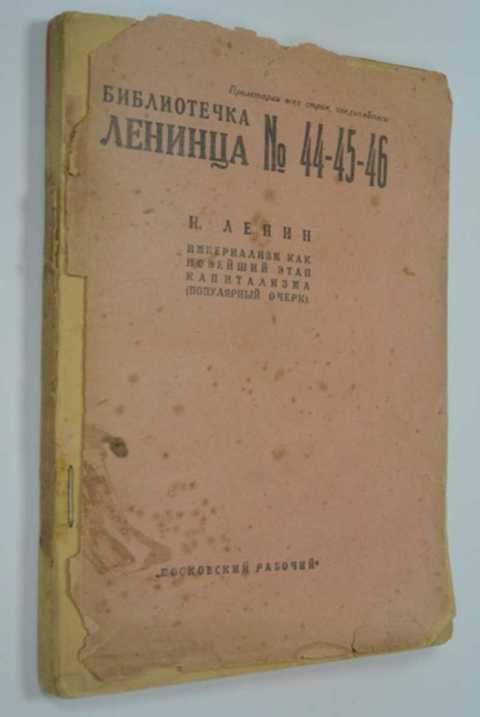 Пролетарии всех стран, соединяйтесь
БИБЛИОТЕЧКА
ЛЕНИНЦА № 44-45-46
Н. ЛЕНИН
ИМПЕРИАЛИЗМ КАК
НОВЕЙШИЙ ЭТАП
КАПИТАЛИЗМА
(ПОПУЛЯРНЫЙ ОЧЕРК)
„МОСКОВСКИЙ РАБОЧИЙ“